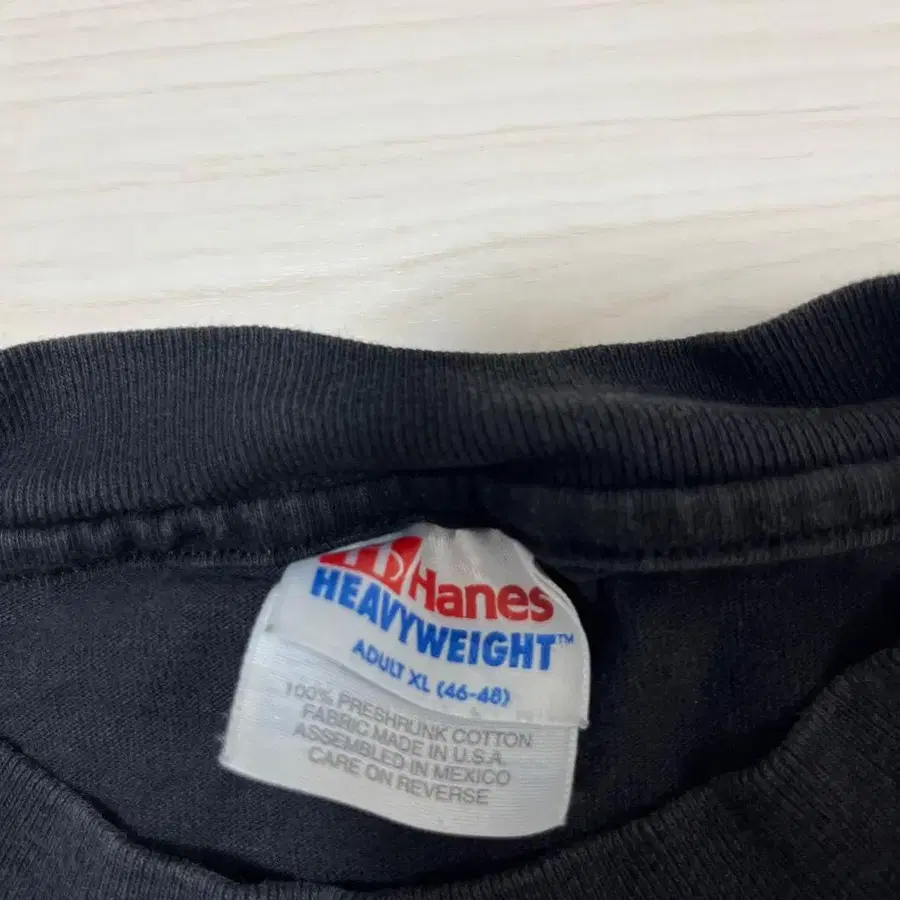 Hanes
HEAVYWEIGHT™
ADULT XL (46-48)
100% PRESHRUNK COTTON
FABRIC MADE IN U.S.A.
ASSEMBLED IN MEXICO
CARE ON REVERSE